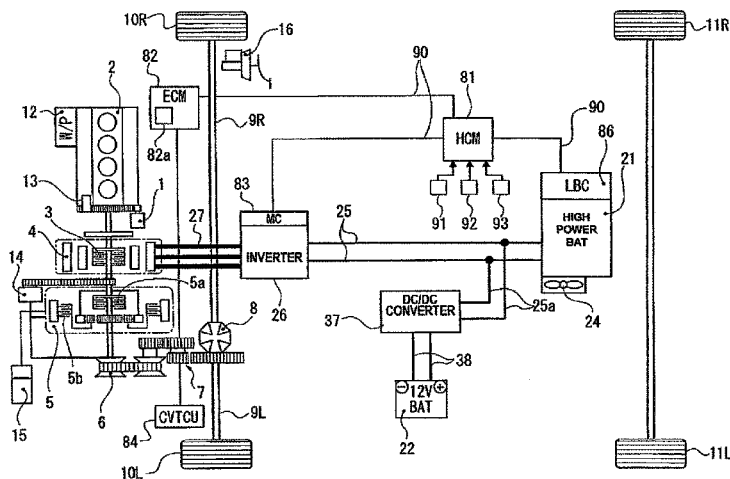 10R
16
11R
2
82
81
90
12
W/P
ECM
90
9R
HCM
90
86
82a
21
13
1
83
LBC
91
92
93
3
27
MC
25
HIGH
POWER
BAT
4
INVERTER
14
5a
26
25a
24
8
DC/DC
CONVERTER
37
5
5b
38
6
7
15
⊖ 12V ⊕
BAT
9L
CVTCU
22
84
10L
11L